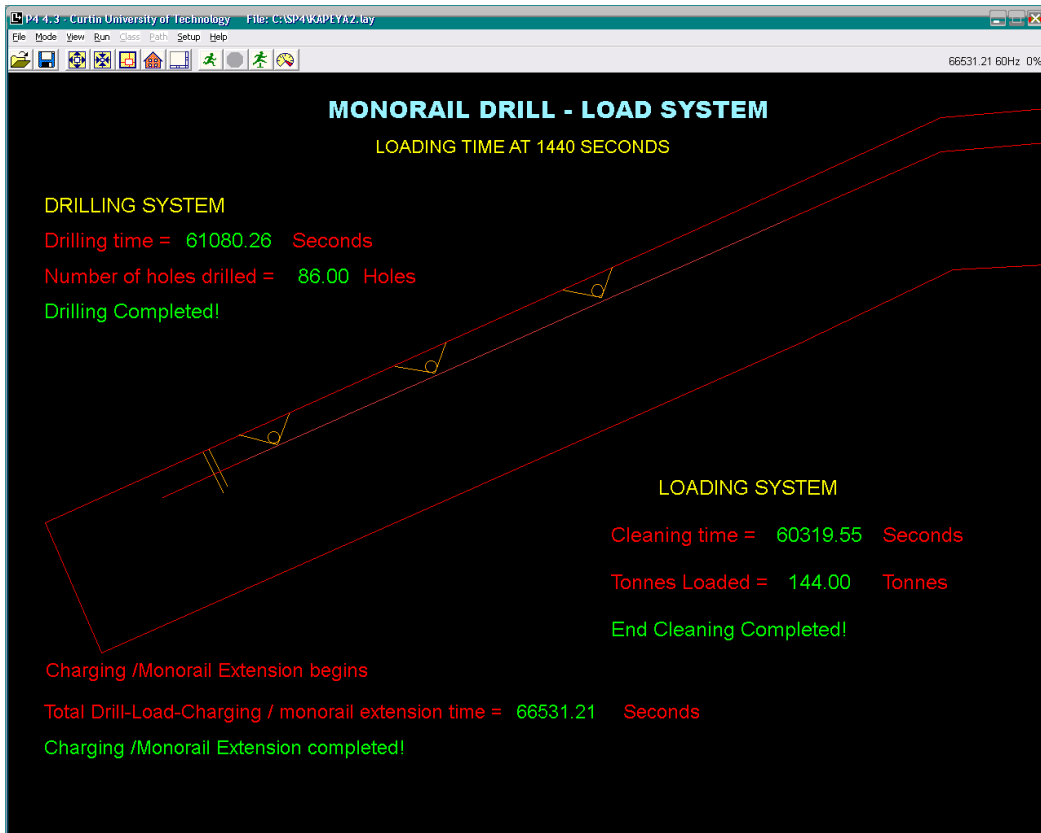 P4 4.3 - Curtin University of Technology File: C:\SP4\KAPEYA2.lay
File Mode View Run Class Path Setup Help
66531.21 60Hz 0%
MONORAIL DRILL - LOAD SYSTEM
LOADING TIME AT 1440 SECONDS
DRILLING SYSTEM
Drilling time = 61080.26 Seconds
Number of holes drilled = 86.00 Holes
Drilling Completed!
LOADING SYSTEM
Cleaning time = 60319.55 Seconds
Tonnes Loaded = 144.00 Tonnes
End Cleaning Completed!
Charging /Monorail Extension begins
Total Drill-Load-Charging / monorail extension time = 66531.21 Seconds
Charging /Monorail Extension completed!